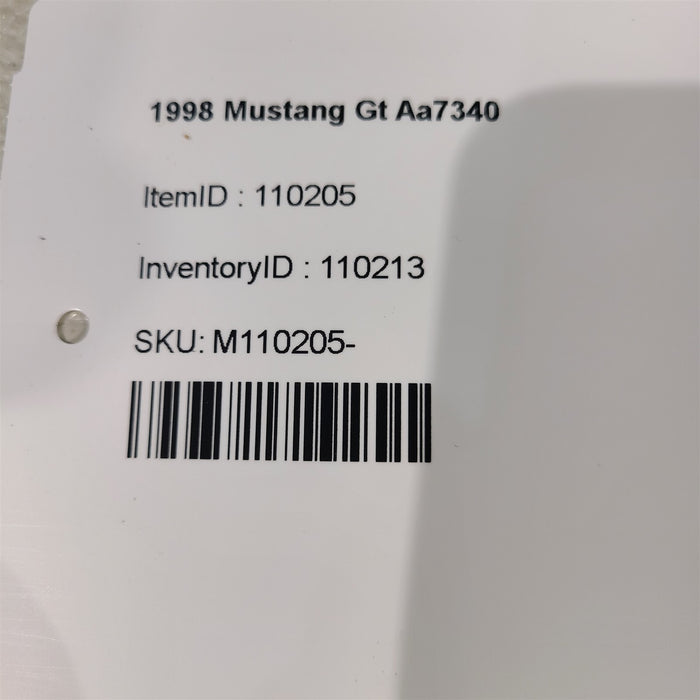 1998 Mustang Gt Aa7340
ItemID : 110205
InventoryID : 110213
SKU: M110205-